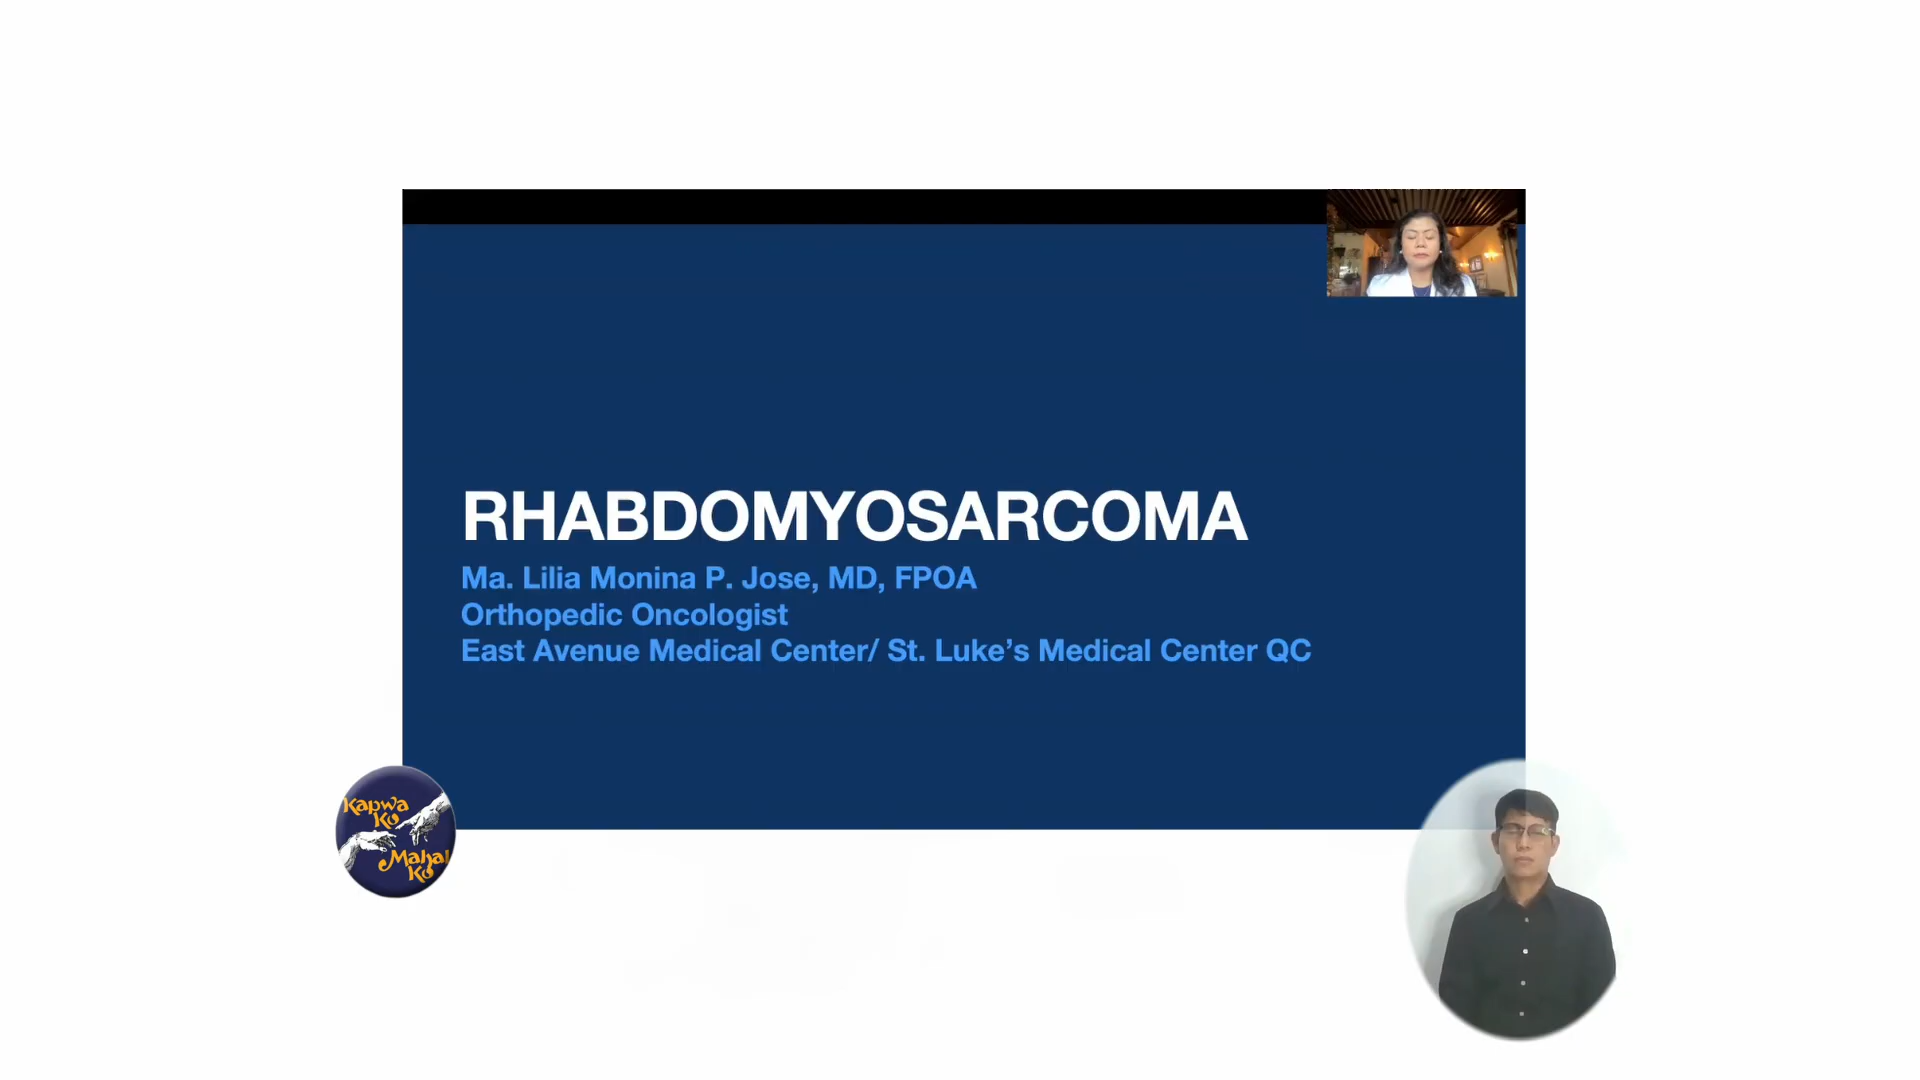 RHABDOMYOSARCOMA
Ma. Lilia Monina P. Jose, MD, FPOA
Orthopedic Oncologist
East Avenue Medical Center/ St. Luke's Medical Center QC
Kapwa
Ko
Mahal
Ko